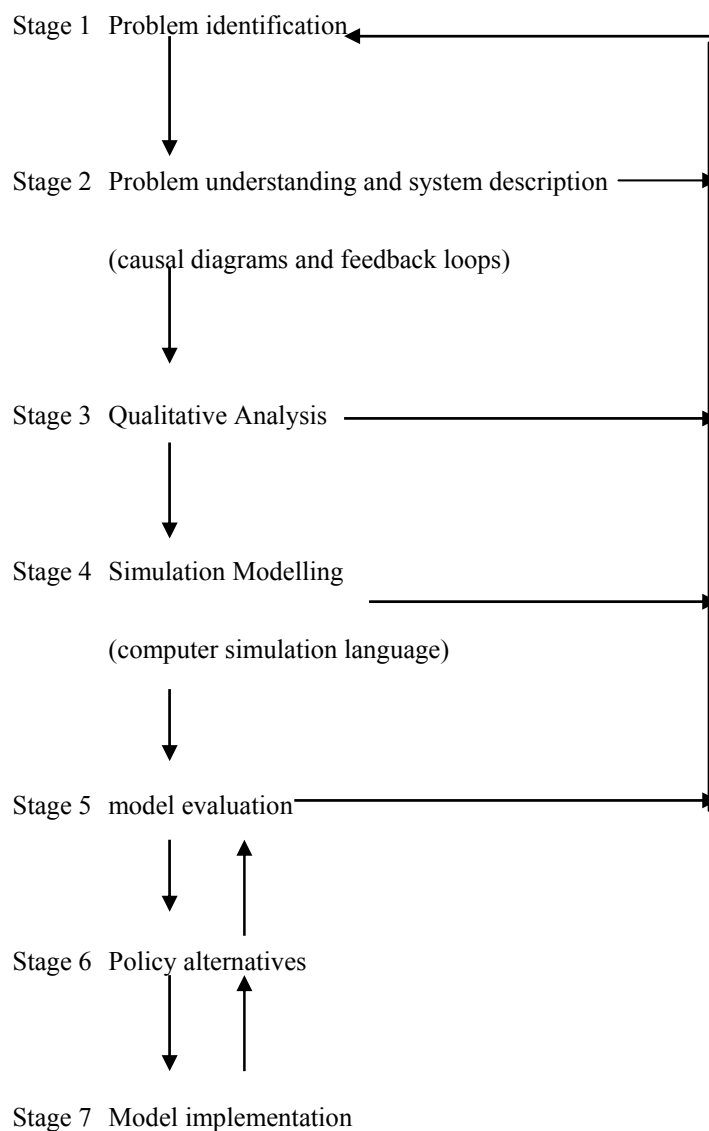 Stage 1 Problem identification
Stage 2 Problem understanding and system description
(causal diagrams and feedback loops)
Stage 3 Qualitative Analysis
Stage 4 Simulation Modelling
(computer simulation language)
Stage 5 model evaluation
Stage 6 Policy alternatives
Stage 7 Model implementation